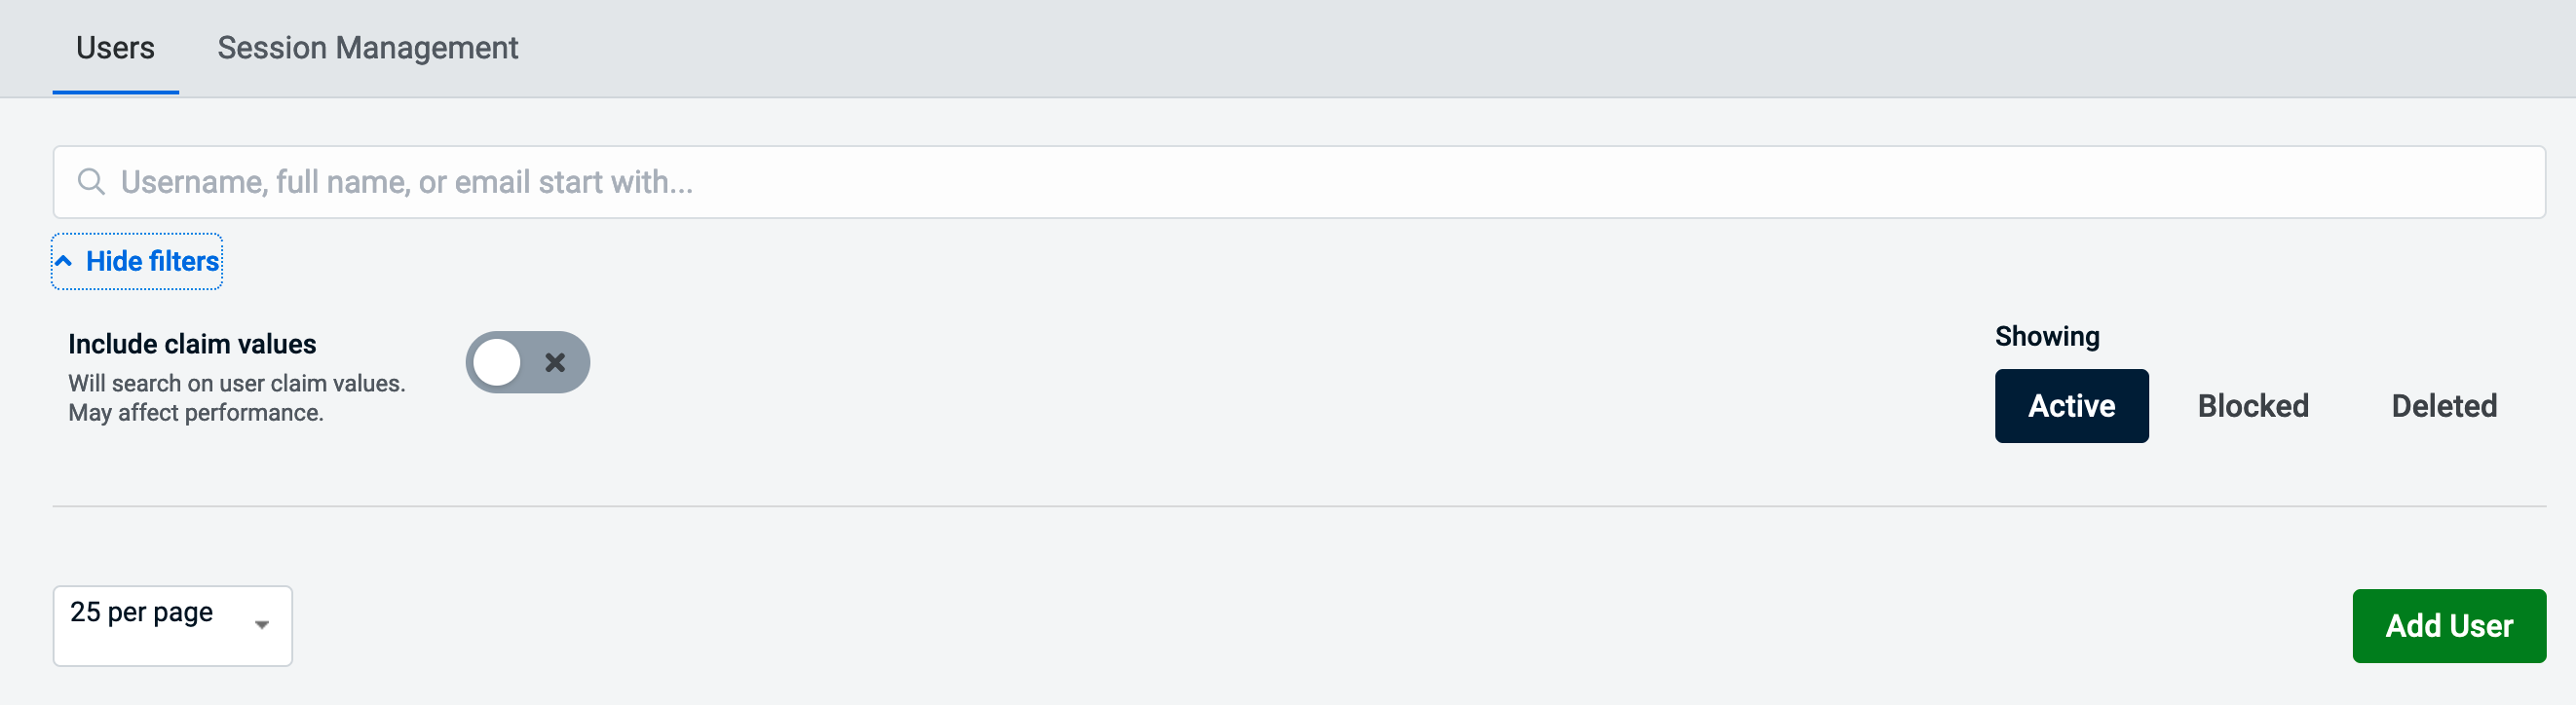 Users
Session Management
Username, full name, or email start with...
Hide filters
Include claim values
Will search on user claim values.
May affect performance.
Showing
Active
Blocked
Deleted
25 per page
Add User